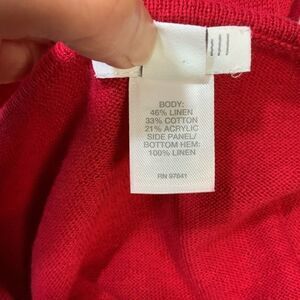 BODY:
46% LINEN
33% COTTON
21% ACRYLIC
SIDE PANEL/
BOTTOM HEM:
100% LINEN
RN 97841